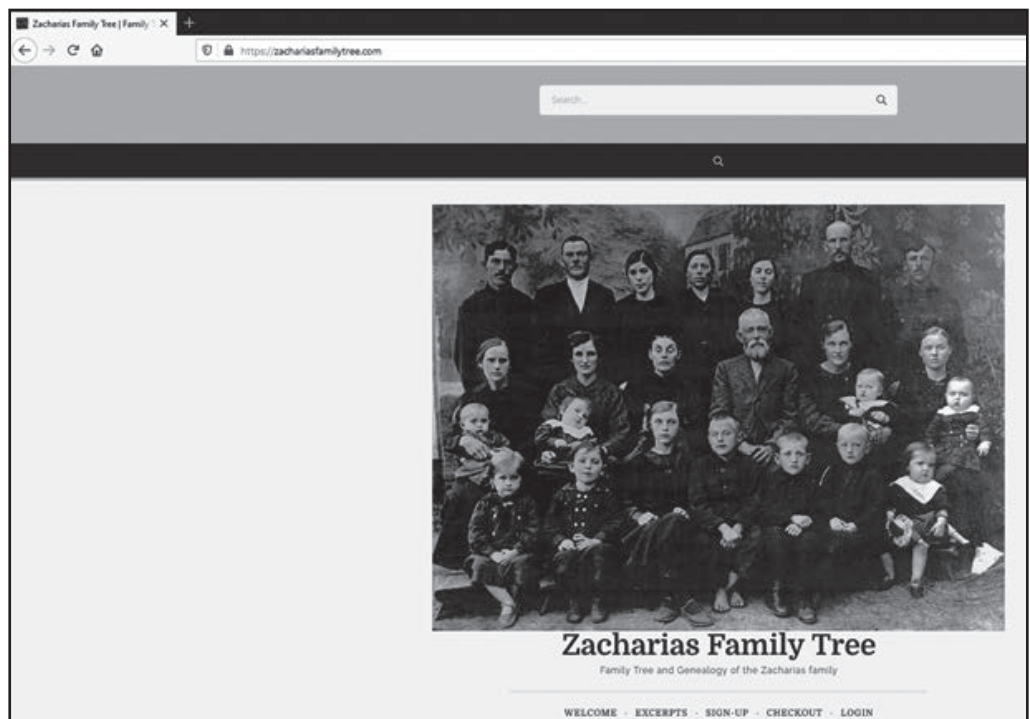 Zacharias Family Tree | Family
https://zachariasfamilytree.com
Search...
Zacharias Family Tree
Family Tree and Genealogy of the Zacharias family
WELCOME - EXCERPTS - SIGN-UP - CHECKOUT - LOGIN